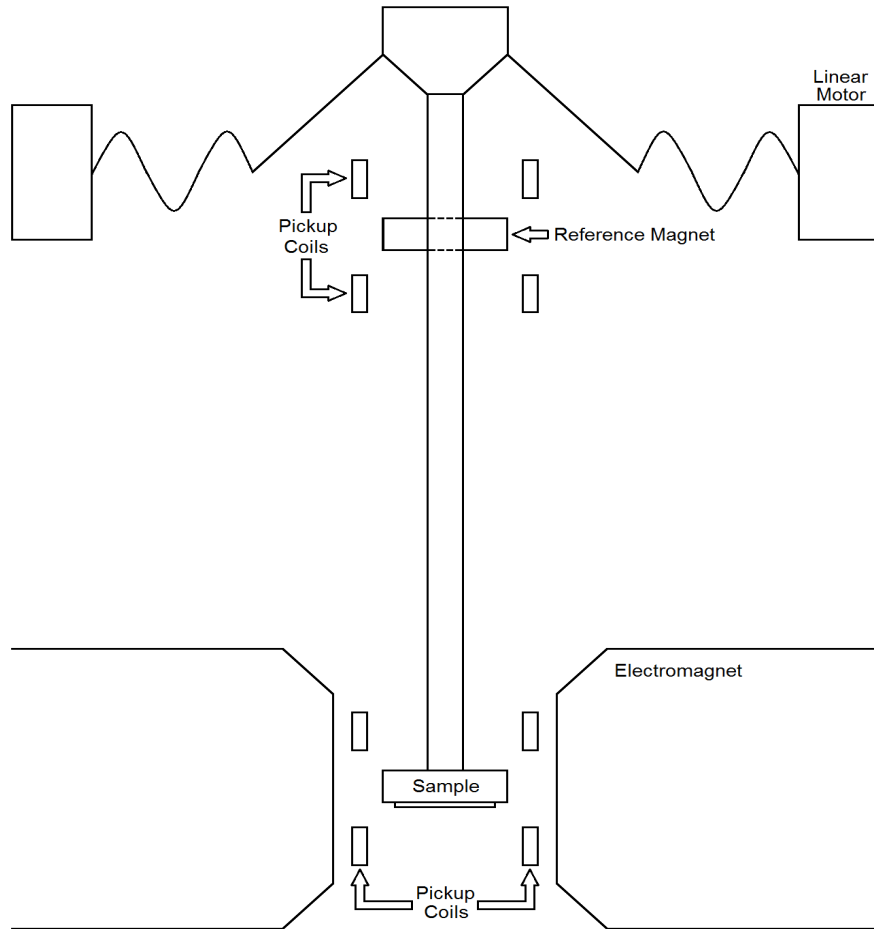 Linear
Motor
Pickup
Coils
Reference Magnet
Electromagnet
Sample
Pickup
Coils